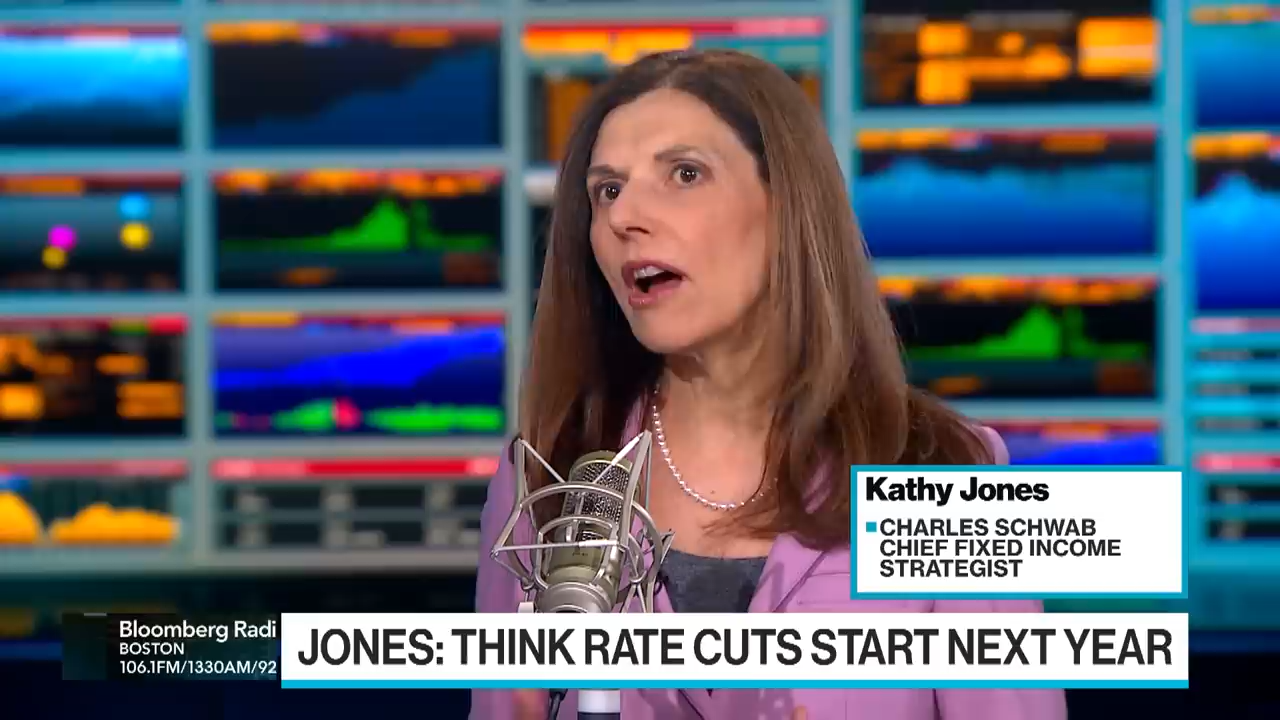 Kathy Jones
CHARLES SCHWAB
CHIEF FIXED INCOME
STRATEGIST
Bloomberg Radi
BOSTON
106.1FM/1330AM/92
JONES: THINK RATE CUTS START NEXT YEAR